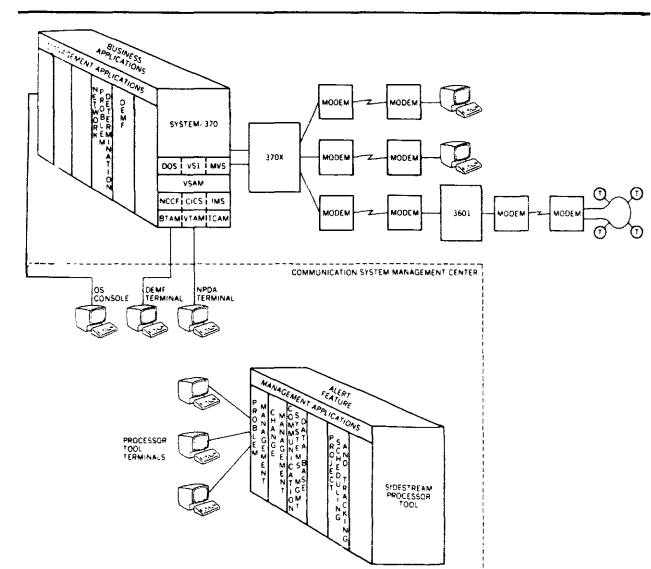 BUSINESS
APPLICATIONS
MANAGEMENT APPLICATIONS
NETWORK
PROBLEM
DETERMINATION
DEMF
SYSTEM/370
DOS VS1 MVS
VSAM
NCCF CICS IMS
BTAM VTAM TCAM
370X
MODEM
MODEM
MODEM
MODEM
MODEM
MODEM
3601
MODEM
MODEM
T
T
T
T
COMMUNICATION SYSTEM MANAGEMENT CENTER
OS
CONSOLE
DEMF
TERMINAL
NPDA
TERMINAL
PROCESSOR
TOOL
TERMINALS
ALERT
FEATURE
MANAGEMENT APPLICATIONS
PROBLEM
MANAGEMENT
CHANGE
MANAGEMENT
COMMUNICATION
SYSTEMS MGMT
DATA BASE
PROJECT
SCHEDULING
AND TRACKING
SIDESTREAM
PROCESSOR
TOOL